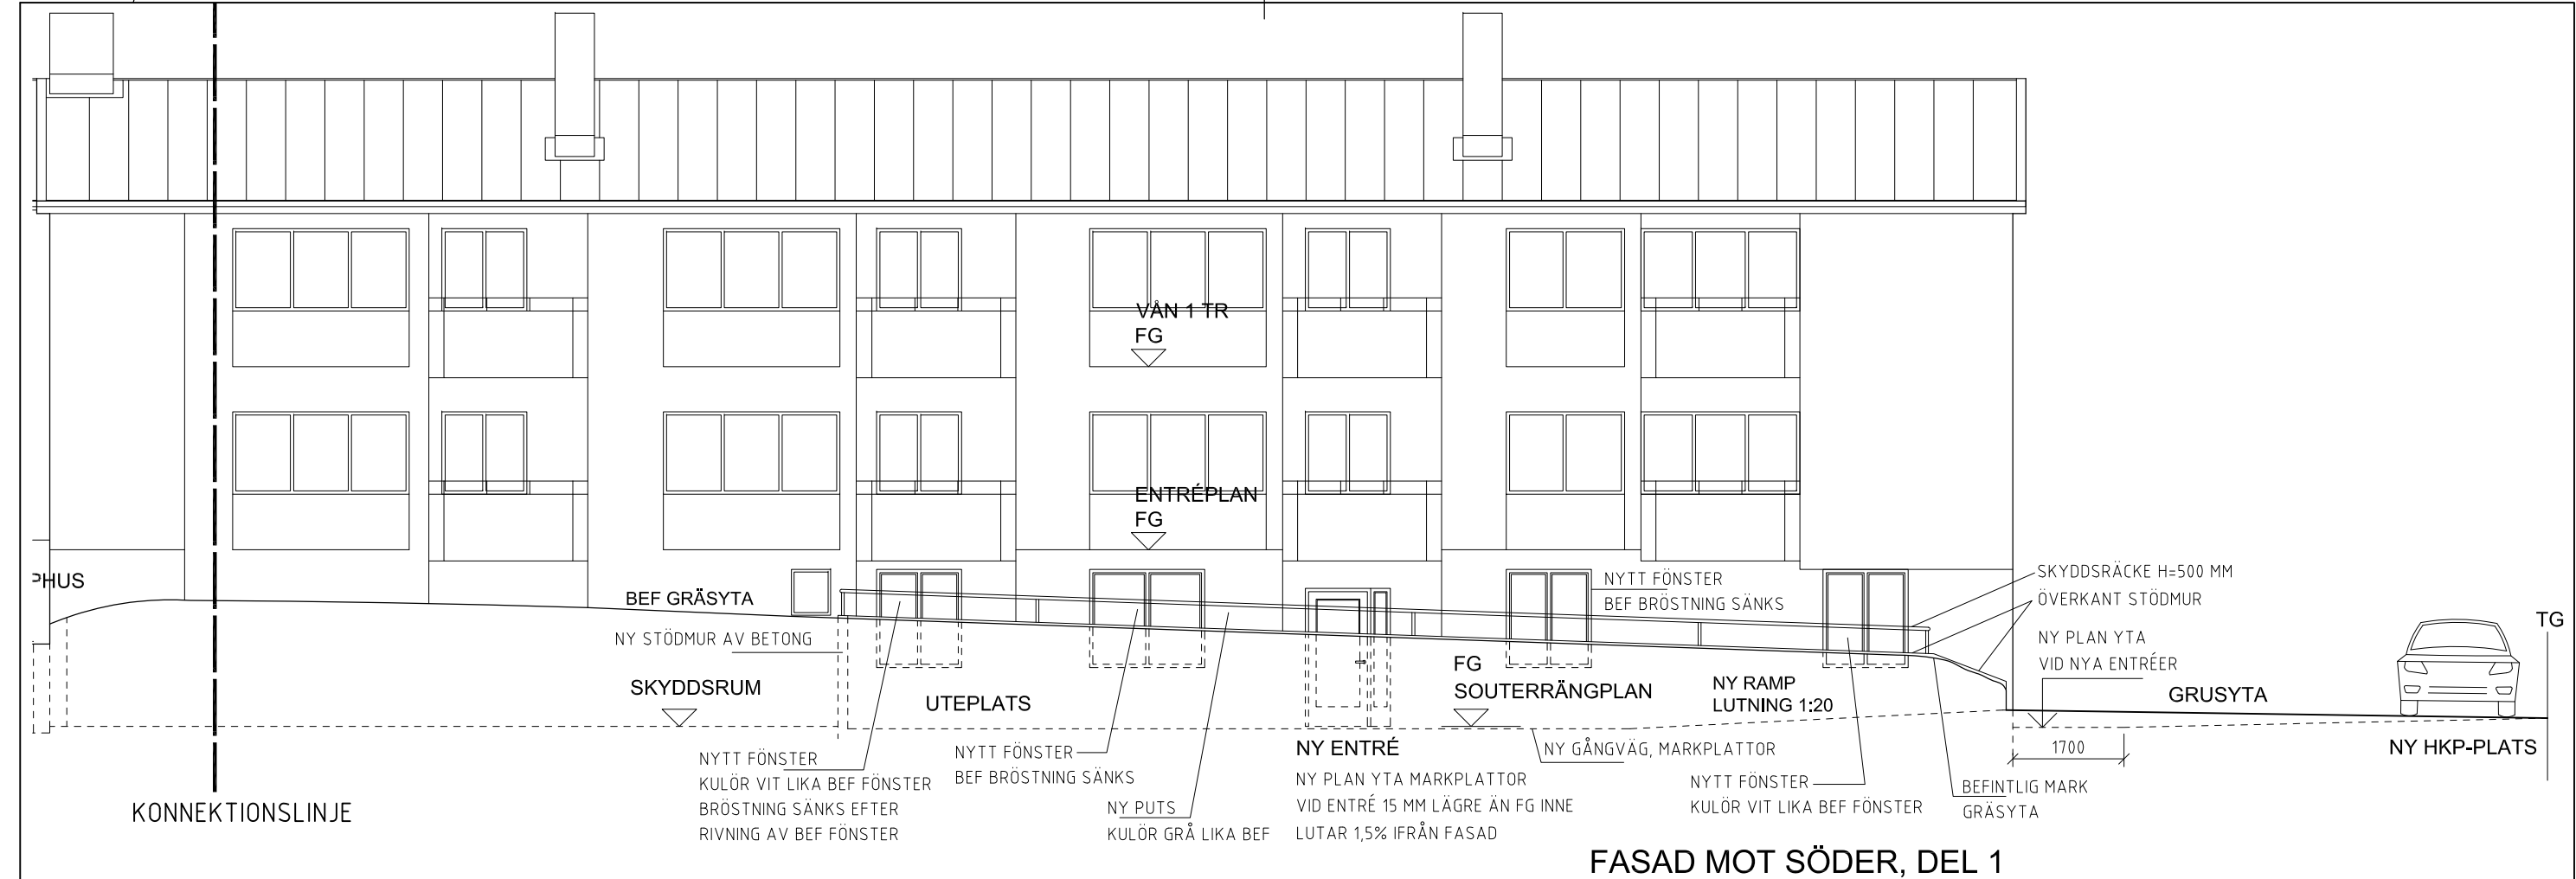 VÅN 1 TR
FG
ENTRÉPLAN
FG
PHUS
BEF GRÄSYTA
NY STÖDMUR AV BETONG
SKYDDSRUM
UTEPLATS
NYTT FÖNSTER
BEF BRÖSTNING SÄNKS
SKYDDSRÄCKE H=500 MM
ÖVERKANT STÖDMUR
NY PLAN YTA
VID NYA ENTRÉER
TG
FG
SOUTERRÄNGPLAN
NY RAMP
LUTNING 1:20
GRUSYTA
NY HKP-PLATS
1700
NYTT FÖNSTER
KULÖR VIT LIKA BEF FÖNSTER
BRÖSTNING SÄNKS EFTER
RIVNING AV BEF FÖNSTER
NYTT FÖNSTER
BEF BRÖSTNING SÄNKS
NY PUTS
KULÖR GRÅ LIKA BEF
NY ENTRÉ
NY PLAN YTA MARKPLATTOR
VID ENTRÉ 15 MM LÄGRE ÄN FG INNE
LUTAR 1,5% IFRÅN FASAD
NY GÅNGVÄG, MARKPLATTOR
NYTT FÖNSTER
KULÖR VIT LIKA BEF FÖNSTER
BEFINTLIG MARK
GRÄSYTA
KONNEKTIONSLINJE
FASAD MOT SÖDER, DEL 1